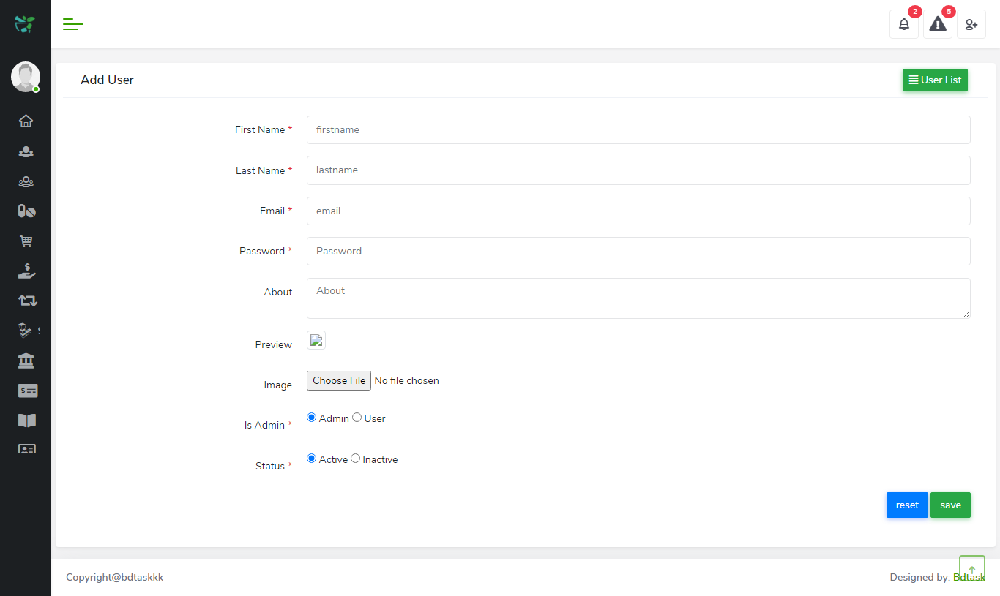 2
5
Add User
User List
First Name *
firstname
Last Name *
lastname
Email *
email
Password *
Password
About
About
Preview
Image
Choose File No file chosen
Is Admin *
Admin User
Status *
Active Inactive
reset save
Copyright@bdtaskkk
Designed by: Bdtask